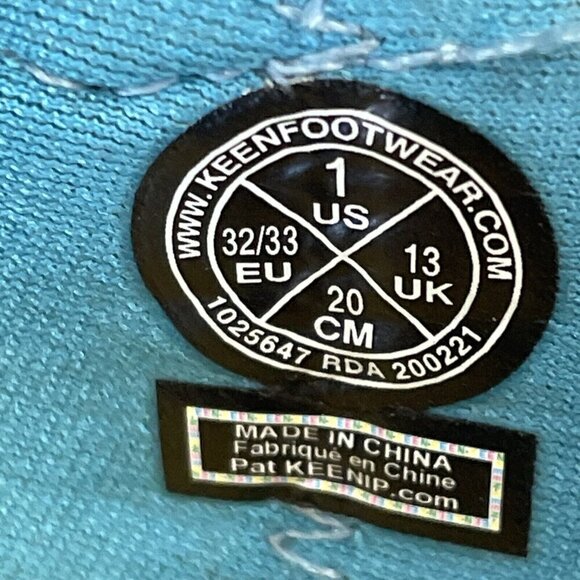 WWW.KEENFOOTWEAR.COM
1
US
32/33
EU
13
UK
20
CM
1025647 RDA 200221
MADE IN CHINA
Fabriqué en Chine
Pat KEENIP.com